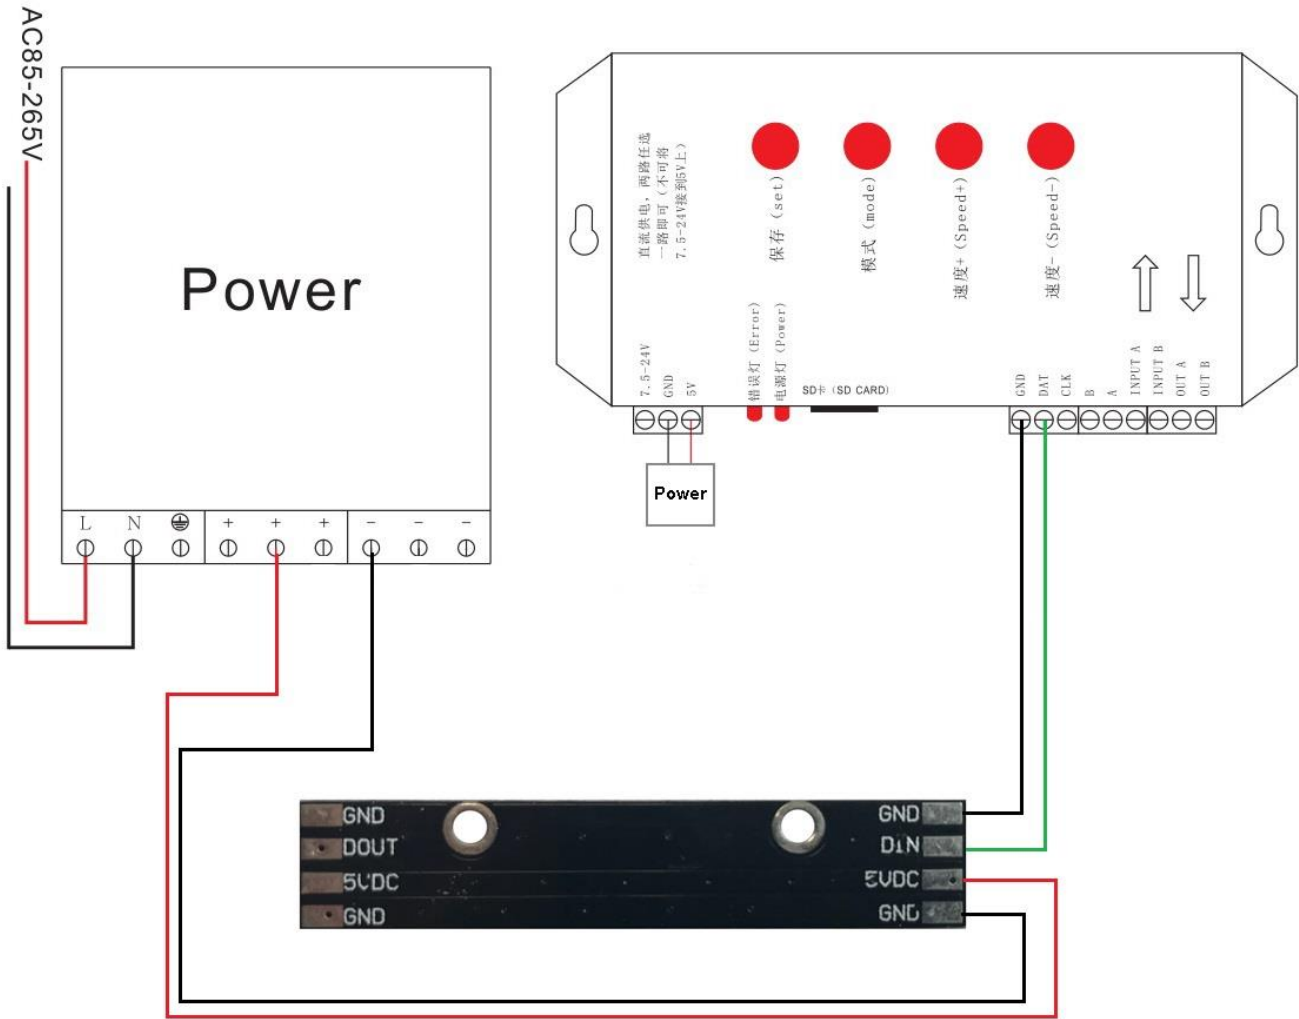 AC85-265V
Power
L N + + + - - -
直流供电，两路任选
一路即可（不可将
7.5-24V接到5V上）
保存（set）
模式（mode）
速度+（Speed+）
速度-（Speed-）
7.5-24V
GND
5V
错误灯（Error）
电源灯（Power）
SD卡（SD CARD）
GND
DAT
CLK
B
A
INPUT A
INPUT B
OUT A
OUT B
Power
GND
DOUT
5VDC
GND
GND
DIN
5VDC
GND